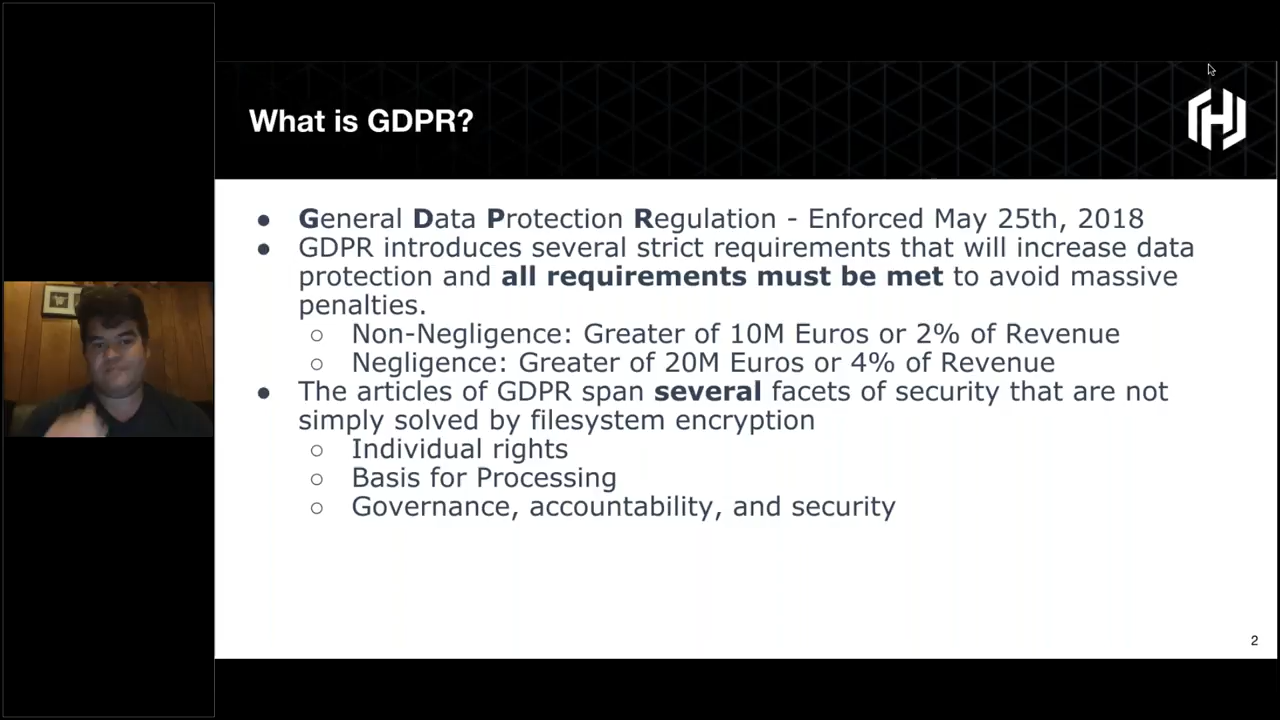 What is GDPR?
● General Data Protection Regulation - Enforced May 25th, 2018
● GDPR introduces several strict requirements that will increase data
protection and all requirements must be met to avoid massive
penalties.
○ Non-Negligence: Greater of 10M Euros or 2% of Revenue
○ Negligence: Greater of 20M Euros or 4% of Revenue
● The articles of GDPR span several facets of security that are not
simply solved by filesystem encryption
○ Individual rights
○ Basis for Processing
○ Governance, accountability, and security
2